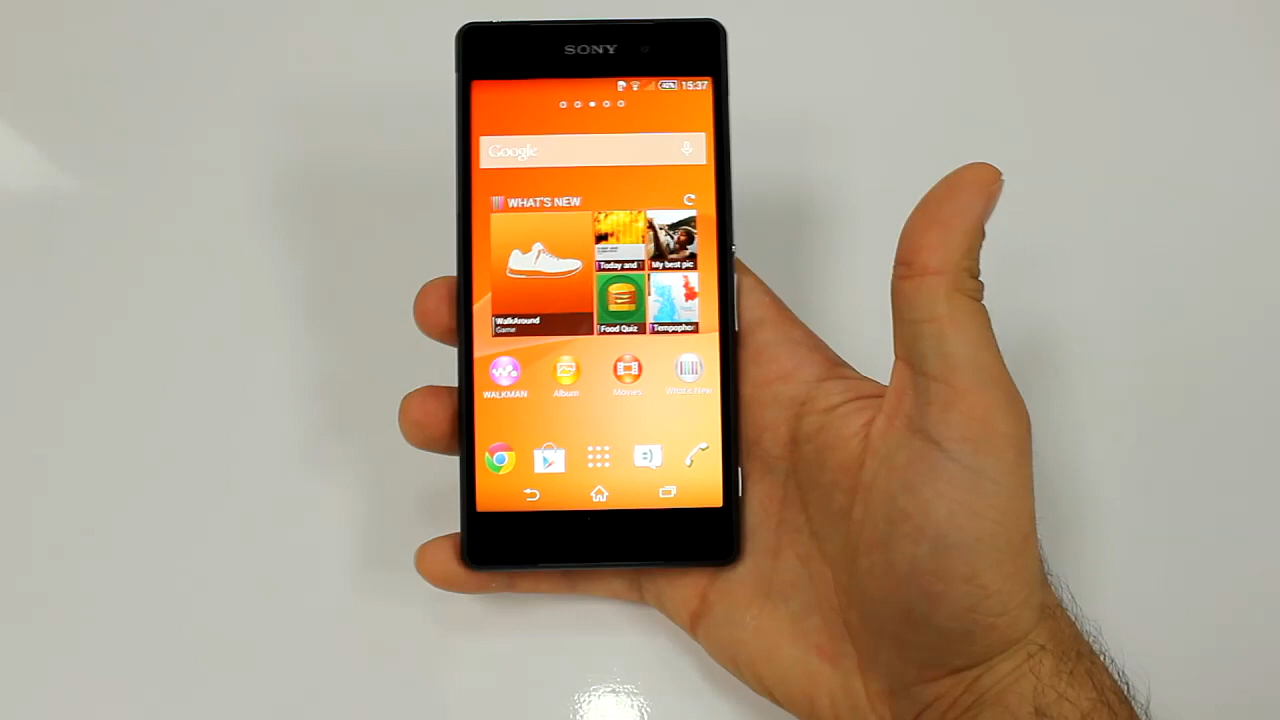 SONY
42% 15:37
Google
WHAT'S NEW
Today and
My best pic
WalkAround
Game
Food Quiz
Tempopho
WALKMAN
Album
Movies
What's New